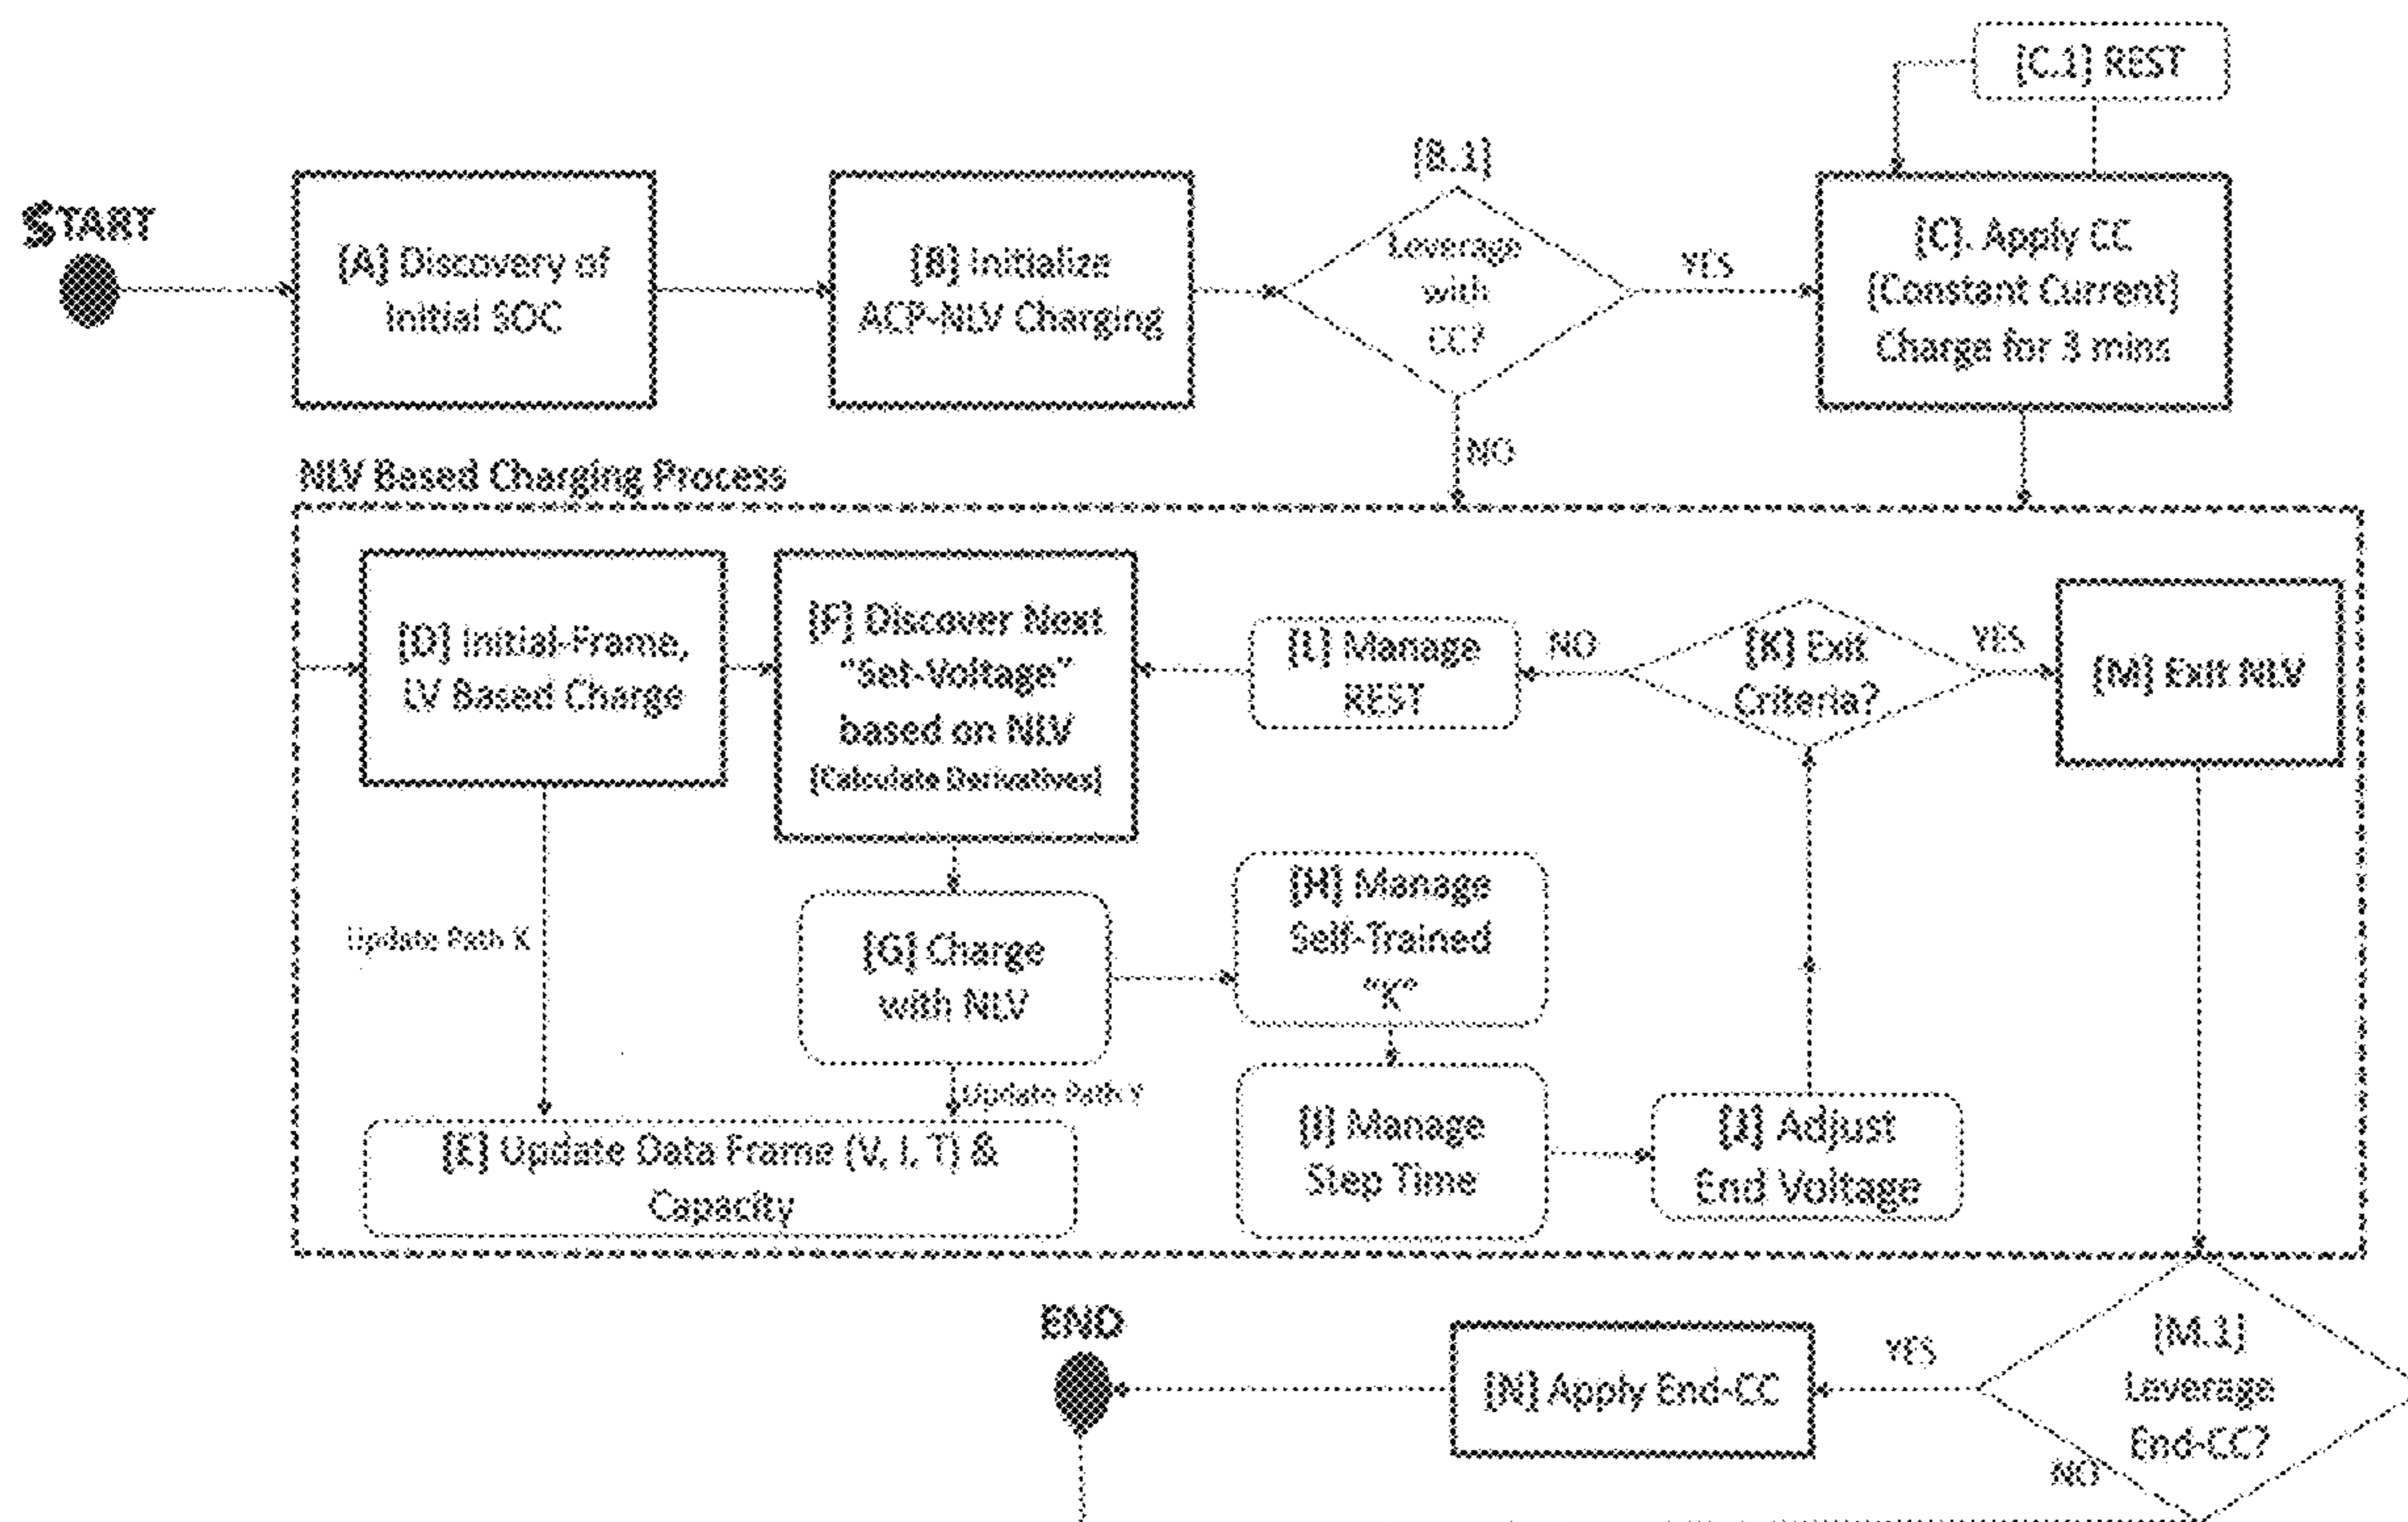 [C.1] REST
[B.1]
START
[A] Discovery of
Initial SOC
[B] Initialize
ACP-NLV Charging
Leverage
with
CC?
YES
[C]. Apply CC
[Constant Current]
Charge for 3 mins
NO
NLV Based Charging Process
[D] Initial-Frame,
LV Based Charge
[F] Discover Next
"Set-Voltage"
based on NLV
[Calculate Derivatives]
[L] Manage
REST
NO
[K] Exit
Criteria?
YES
[M] Exit NLV
Update Path X
[G] Charge
with NLV
[H] Manage
Self-Trained
"K"
Update Path Y
[I] Manage
Step Time
[J] Adjust
End Voltage
[E] Update Data Frame (V, I, T) &
Capacity
END
[N] Apply End-CC
YES
[M.1]
Leverage
End-CC?
NO